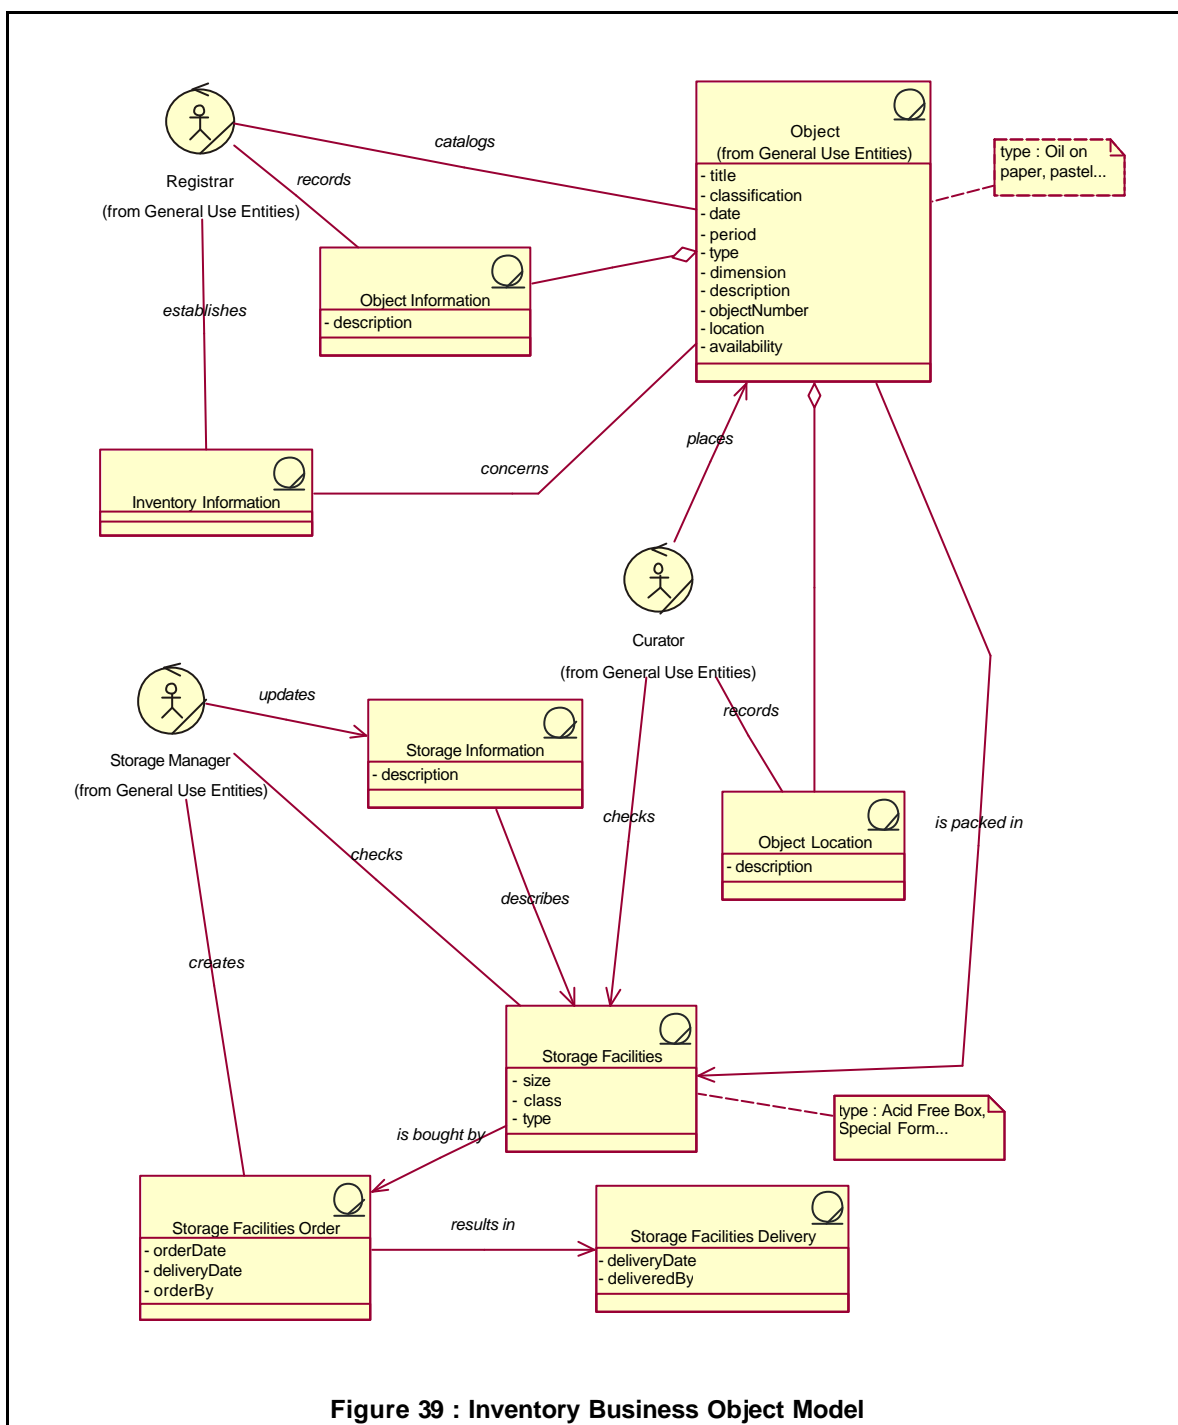 Object
(from General Use Entities)
- title
- classification
- date
- period
- type
- dimension
- description
- objectNumber
- location
- availability
type : Oil on
paper, pastel...
Registrar
(from General Use Entities)
catalogs
records
establishes
Object Information
- description
Inventory Information
concerns
places
Curator
(from General Use Entities)
records
checks
Storage Manager
(from General Use Entities)
updates
Storage Information
- description
checks
describes
creates
Object Location
- description
is packed in
Storage Facilities
- size
- class
- type
type : Acid Free Box,
Special Form...
is bought by
Storage Facilities Order
- orderDate
- deliveryDate
- orderBy
results in
Storage Facilities Delivery
- deliveryDate
- deliveredBy
Figure 39 : Inventory Business Object Model